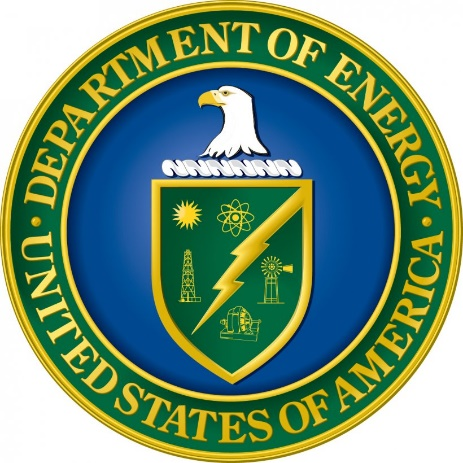 DEPARTMENT OF ENERGY
UNITED STATES OF AMERICA